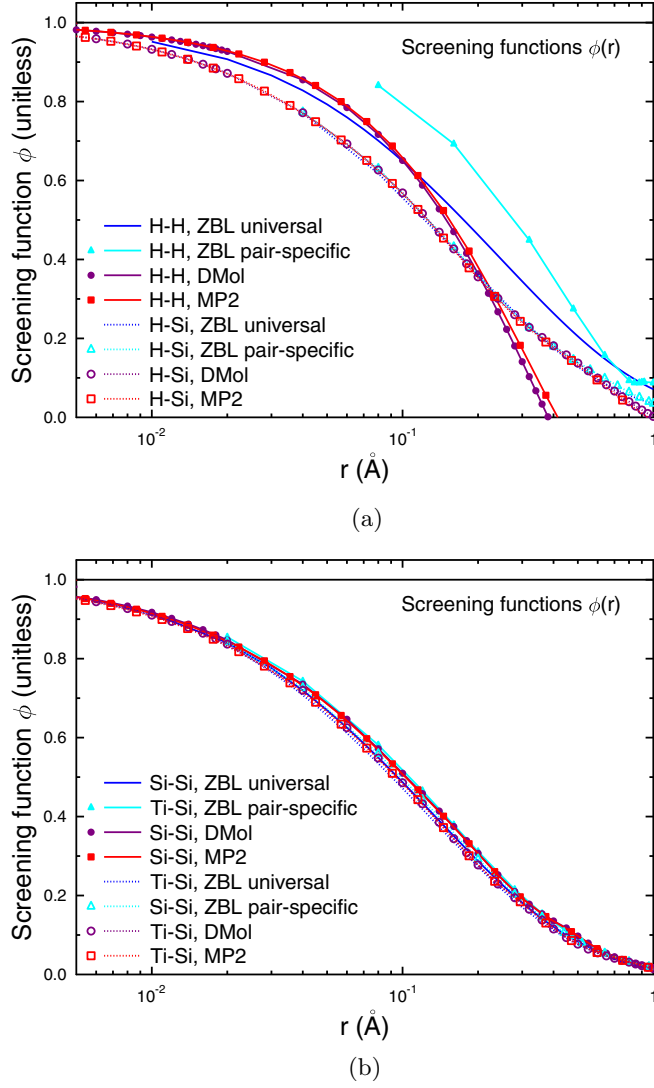 Screening functions ϕ(r)
Screening function ϕ (unitless)
1.0
0.8
0.6
0.4
0.2
0.0
H-H, ZBL universal
H-H, ZBL pair-specific
H-H, DMol
H-H, MP2
H-Si, ZBL universal
H-Si, ZBL pair-specific
H-Si, DMol
H-Si, MP2
10⁻²
10⁻¹
1
r (Å)
(a)
Screening functions ϕ(r)
Screening function ϕ (unitless)
1.0
0.8
0.6
0.4
0.2
0.0
Si-Si, ZBL universal
Ti-Si, ZBL pair-specific
Si-Si, DMol
Si-Si, MP2
Ti-Si, ZBL universal
Si-Si, ZBL pair-specific
Ti-Si, DMol
Ti-Si, MP2
10⁻²
10⁻¹
1
r (Å)
(b)